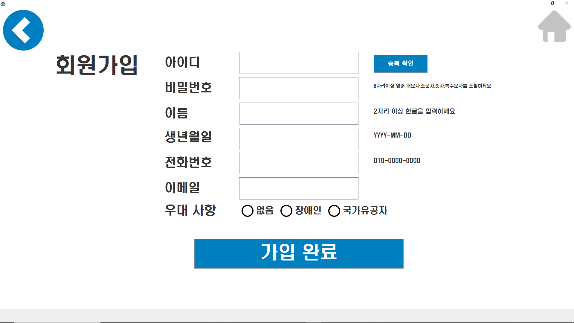 회원가입
아이디
중복 확인
비밀번호
이름
2자리 이상 한글을 입력하세요
생년월일
YYYY-MM-DD
전화번호
010-0000-0000
이메일
우대 사항
없음
장애인
국가유공자
가입 완료